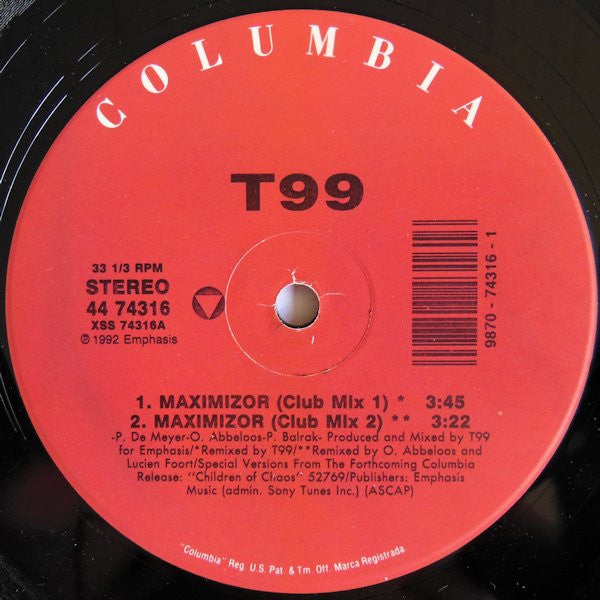 COLUMBIA
T99
33 1/3 RPM
STEREO
44 74316
XSS 74316A
℗ 1992 Emphasis
9870 - 74316 - 1
1. MAXIMIZOR (Club Mix 1) * 3:45
2. MAXIMIZOR (Club Mix 2) ** 3:22
-P. De Meyer-O. Abbeloos-P. Balrak- Produced and Mixed by T99
for Emphasis/*Remixed by T99/**Remixed by O. Abbeloos and
Lucien Foort/Special Versions From The Forthcoming Columbia
Release: "Children of Chaos" 52769/Publishers: Emphasis
Music (admin. Sony Tunes Inc.) (ASCAP)
"Columbia" Reg. U.S. Pat. & Tm. Off. Marca Registrada